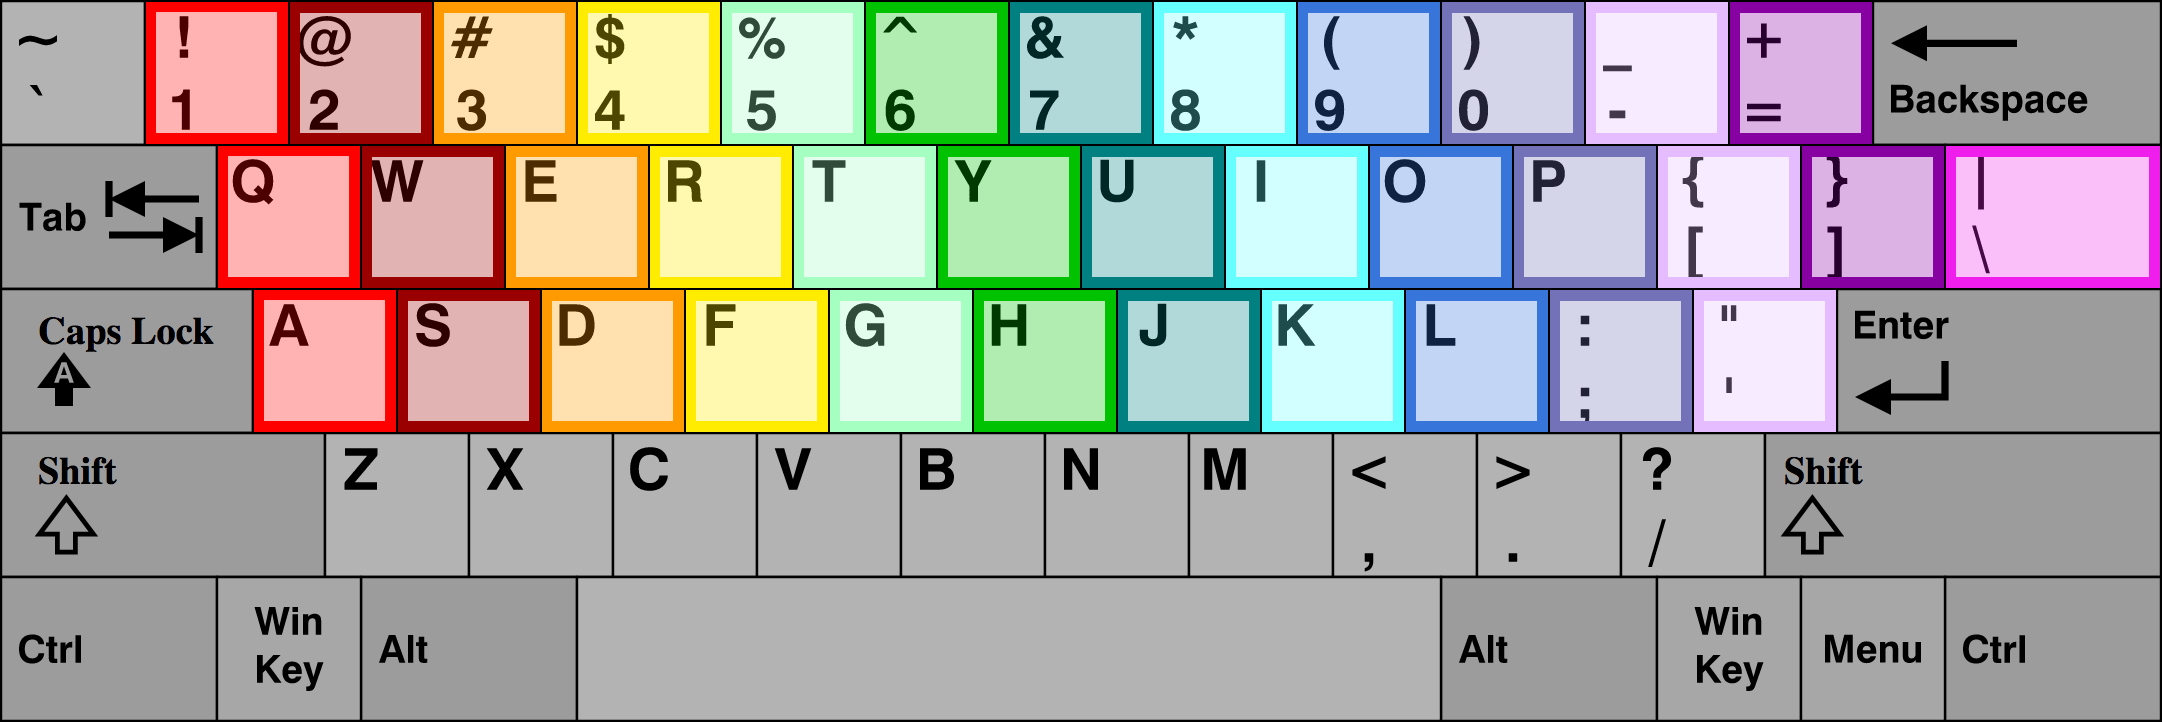 ~ ! @ # $ % ^ & * ( ) _ +
` 1 2 3 4 5 6 7 8 9 0 - = Backspace
Tab Q W E R T Y U I O P { } |
[ ] \
Caps Lock A S D F G H J K L : " Enter
A ; '
Shift Z X C V B N M < > ? Shift
, . /
Ctrl Win Key Alt Alt Win Key Menu Ctrl